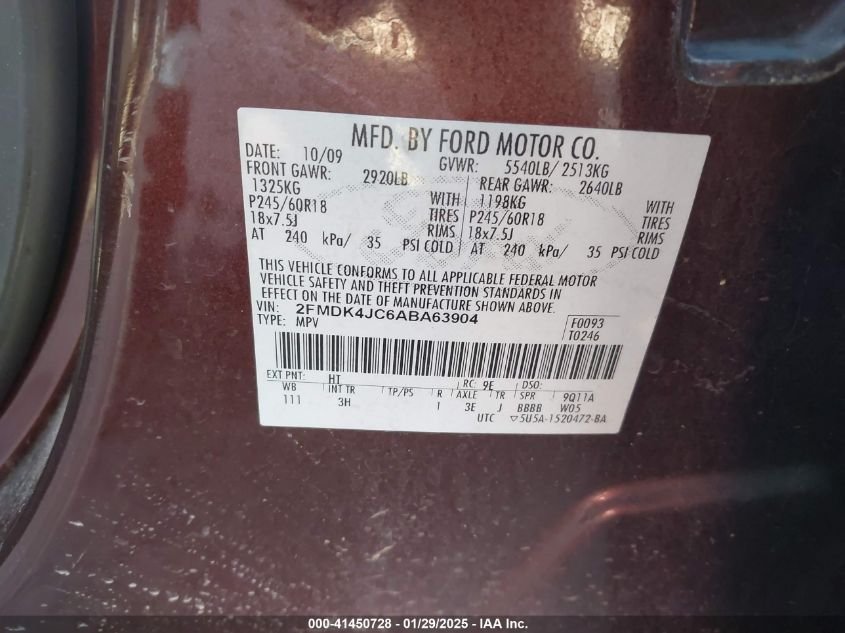 MFD. BY FORD MOTOR CO.
DATE: 10/09 GVWR: 5540LB/ 2513KG
FRONT GAWR: 2920LB REAR GAWR: 2640LB
1325KG WITH 1198KG WITH
P245/60R18 TIRES P245/60R18 TIRES
18x7.5J RIMS 18x7.5J RIMS
AT 240 kPa/ 35 PSI COLD AT 240 kPa/ 35 PSI COLD
THIS VEHICLE CONFORMS TO ALL APPLICABLE FEDERAL MOTOR
VEHICLE SAFETY AND THEFT PREVENTION STANDARDS IN
EFFECT ON THE DATE OF MANUFACTURE SHOWN ABOVE.
VIN: 2FMDK4JC6ABA63904 F0093
TYPE: MPV T0246
EXT PNT: HT RC: 9E DSO:
WB INT TR TP/PS R AXLE TR SPR 9Q11A
111 3H 1 3E J BBBB W05
UTC ▽5U5A-1520472-BA
000-41450728 - 01/29/2025 - IAA Inc.